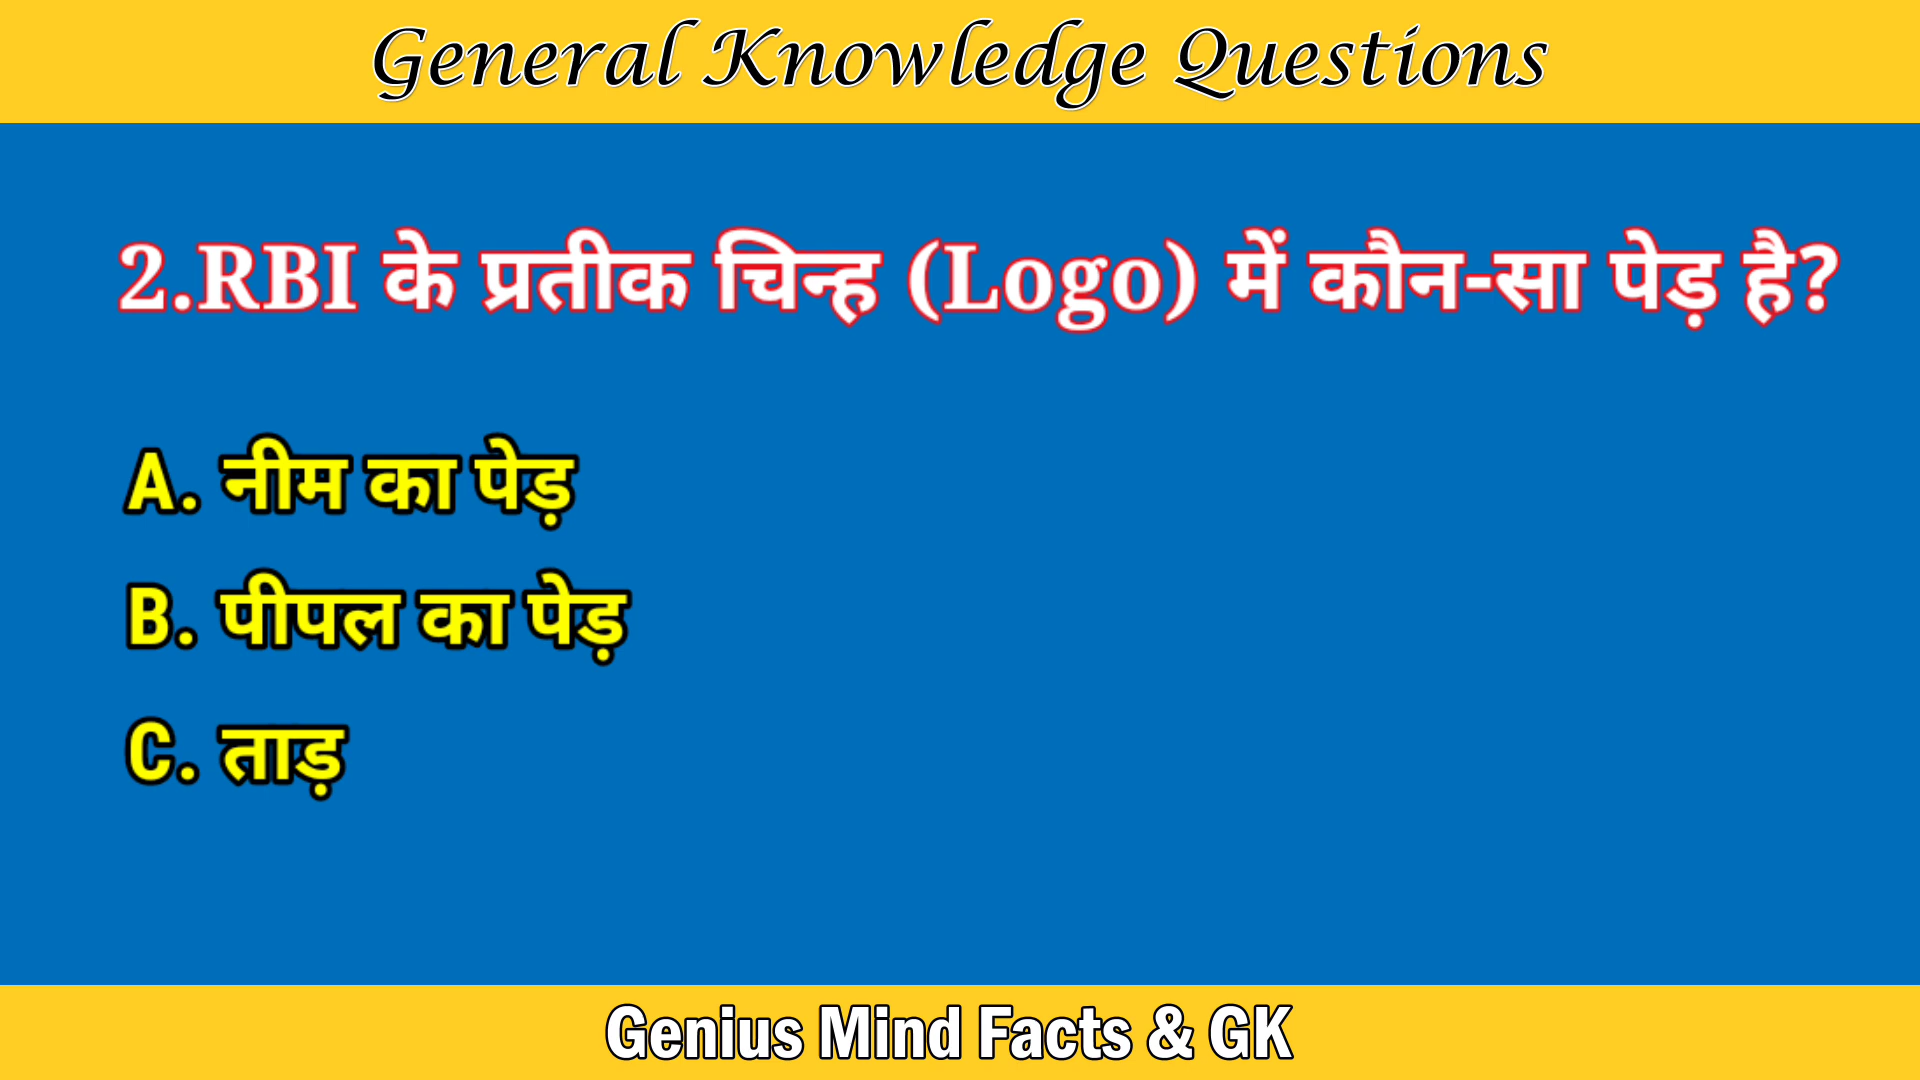 General Knowledge Questions
2.RBI के प्रतीक चिन्ह (Logo) में कौन-सा पेड़ है?
A. नीम का पेड़
B. पीपल का पेड़
C. ताड़
Genius Mind Facts & GK